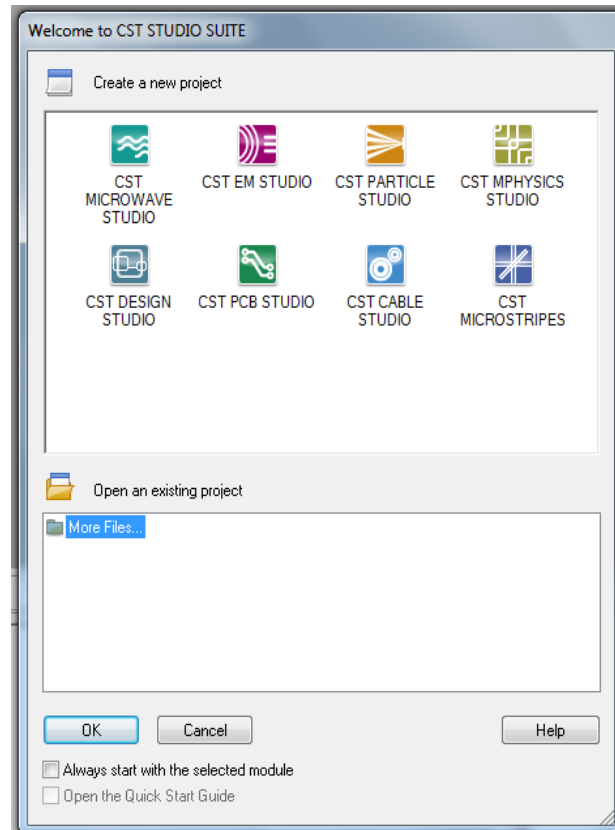 Welcome to CST STUDIO SUITE
Create a new project
CST
MICROWAVE
STUDIO
CST EM STUDIO
CST PARTICLE
STUDIO
CST MPHYSICS
STUDIO
CST DESIGN
STUDIO
CST PCB STUDIO
CST CABLE
STUDIO
CST
MICROSTRIPES
Open an existing project
More Files...
OK
Cancel
Help
Always start with the selected module
Open the Quick Start Guide